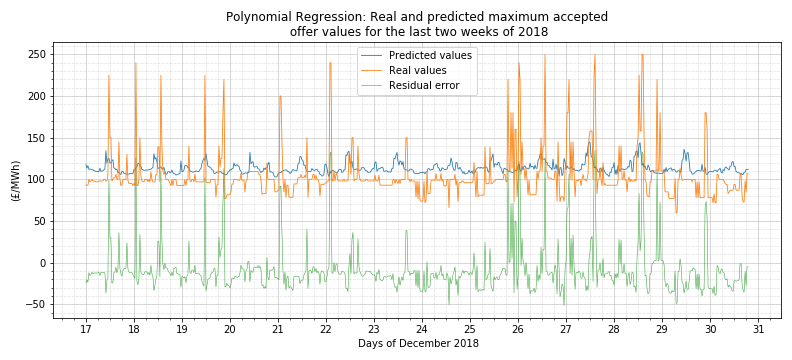 Polynomial Regression: Real and predicted maximum accepted
offer values for the last two weeks of 2018
Predicted values
Real values
Residual error
(£/MWh)
250
200
150
100
50
0
−50
17 18 19 20 21 22 23 24 25 26 27 28 29 30 31
Days of December 2018